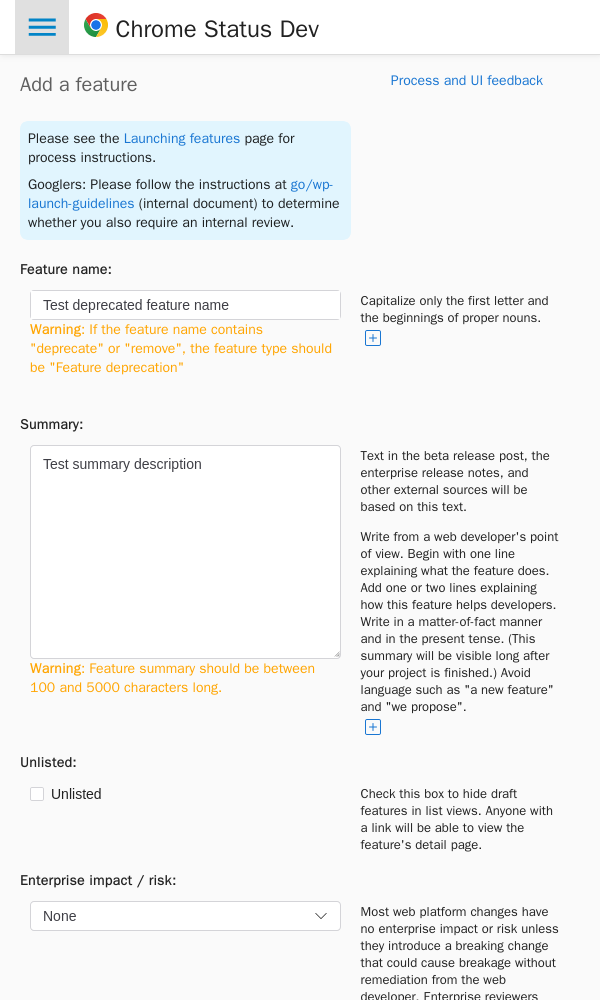 Chrome Status Dev
Add a feature
Process and UI feedback
Please see the Launching features page for
process instructions.
Googlers: Please follow the instructions at go/wp-
launch-guidelines (internal document) to determine
whether you also require an internal review.
Feature name:
Test deprecated feature name
Warning: If the feature name contains
"deprecate" or "remove", the feature type should
be "Feature deprecation"
Capitalize only the first letter and
the beginnings of proper nouns.
Summary:
Test summary description
Warning: Feature summary should be between
100 and 5000 characters long.
Text in the beta release post, the
enterprise release notes, and
other external sources will be
based on this text.
Write from a web developer's point
of view. Begin with one line
explaining what the feature does.
Add one or two lines explaining
how this feature helps developers.
Write in a matter-of-fact manner
and in the present tense. (This
summary will be visible long after
your project is finished.) Avoid
language such as "a new feature"
and "we propose".
Unlisted:
Unlisted
Check this box to hide draft
features in list views. Anyone with
a link will be able to view the
feature's detail page.
Enterprise impact / risk:
None
Most web platform changes have
no enterprise impact or risk unless
they introduce a breaking change
that could cause breakage without
remediation from the web
developer. Enterprise reviewers